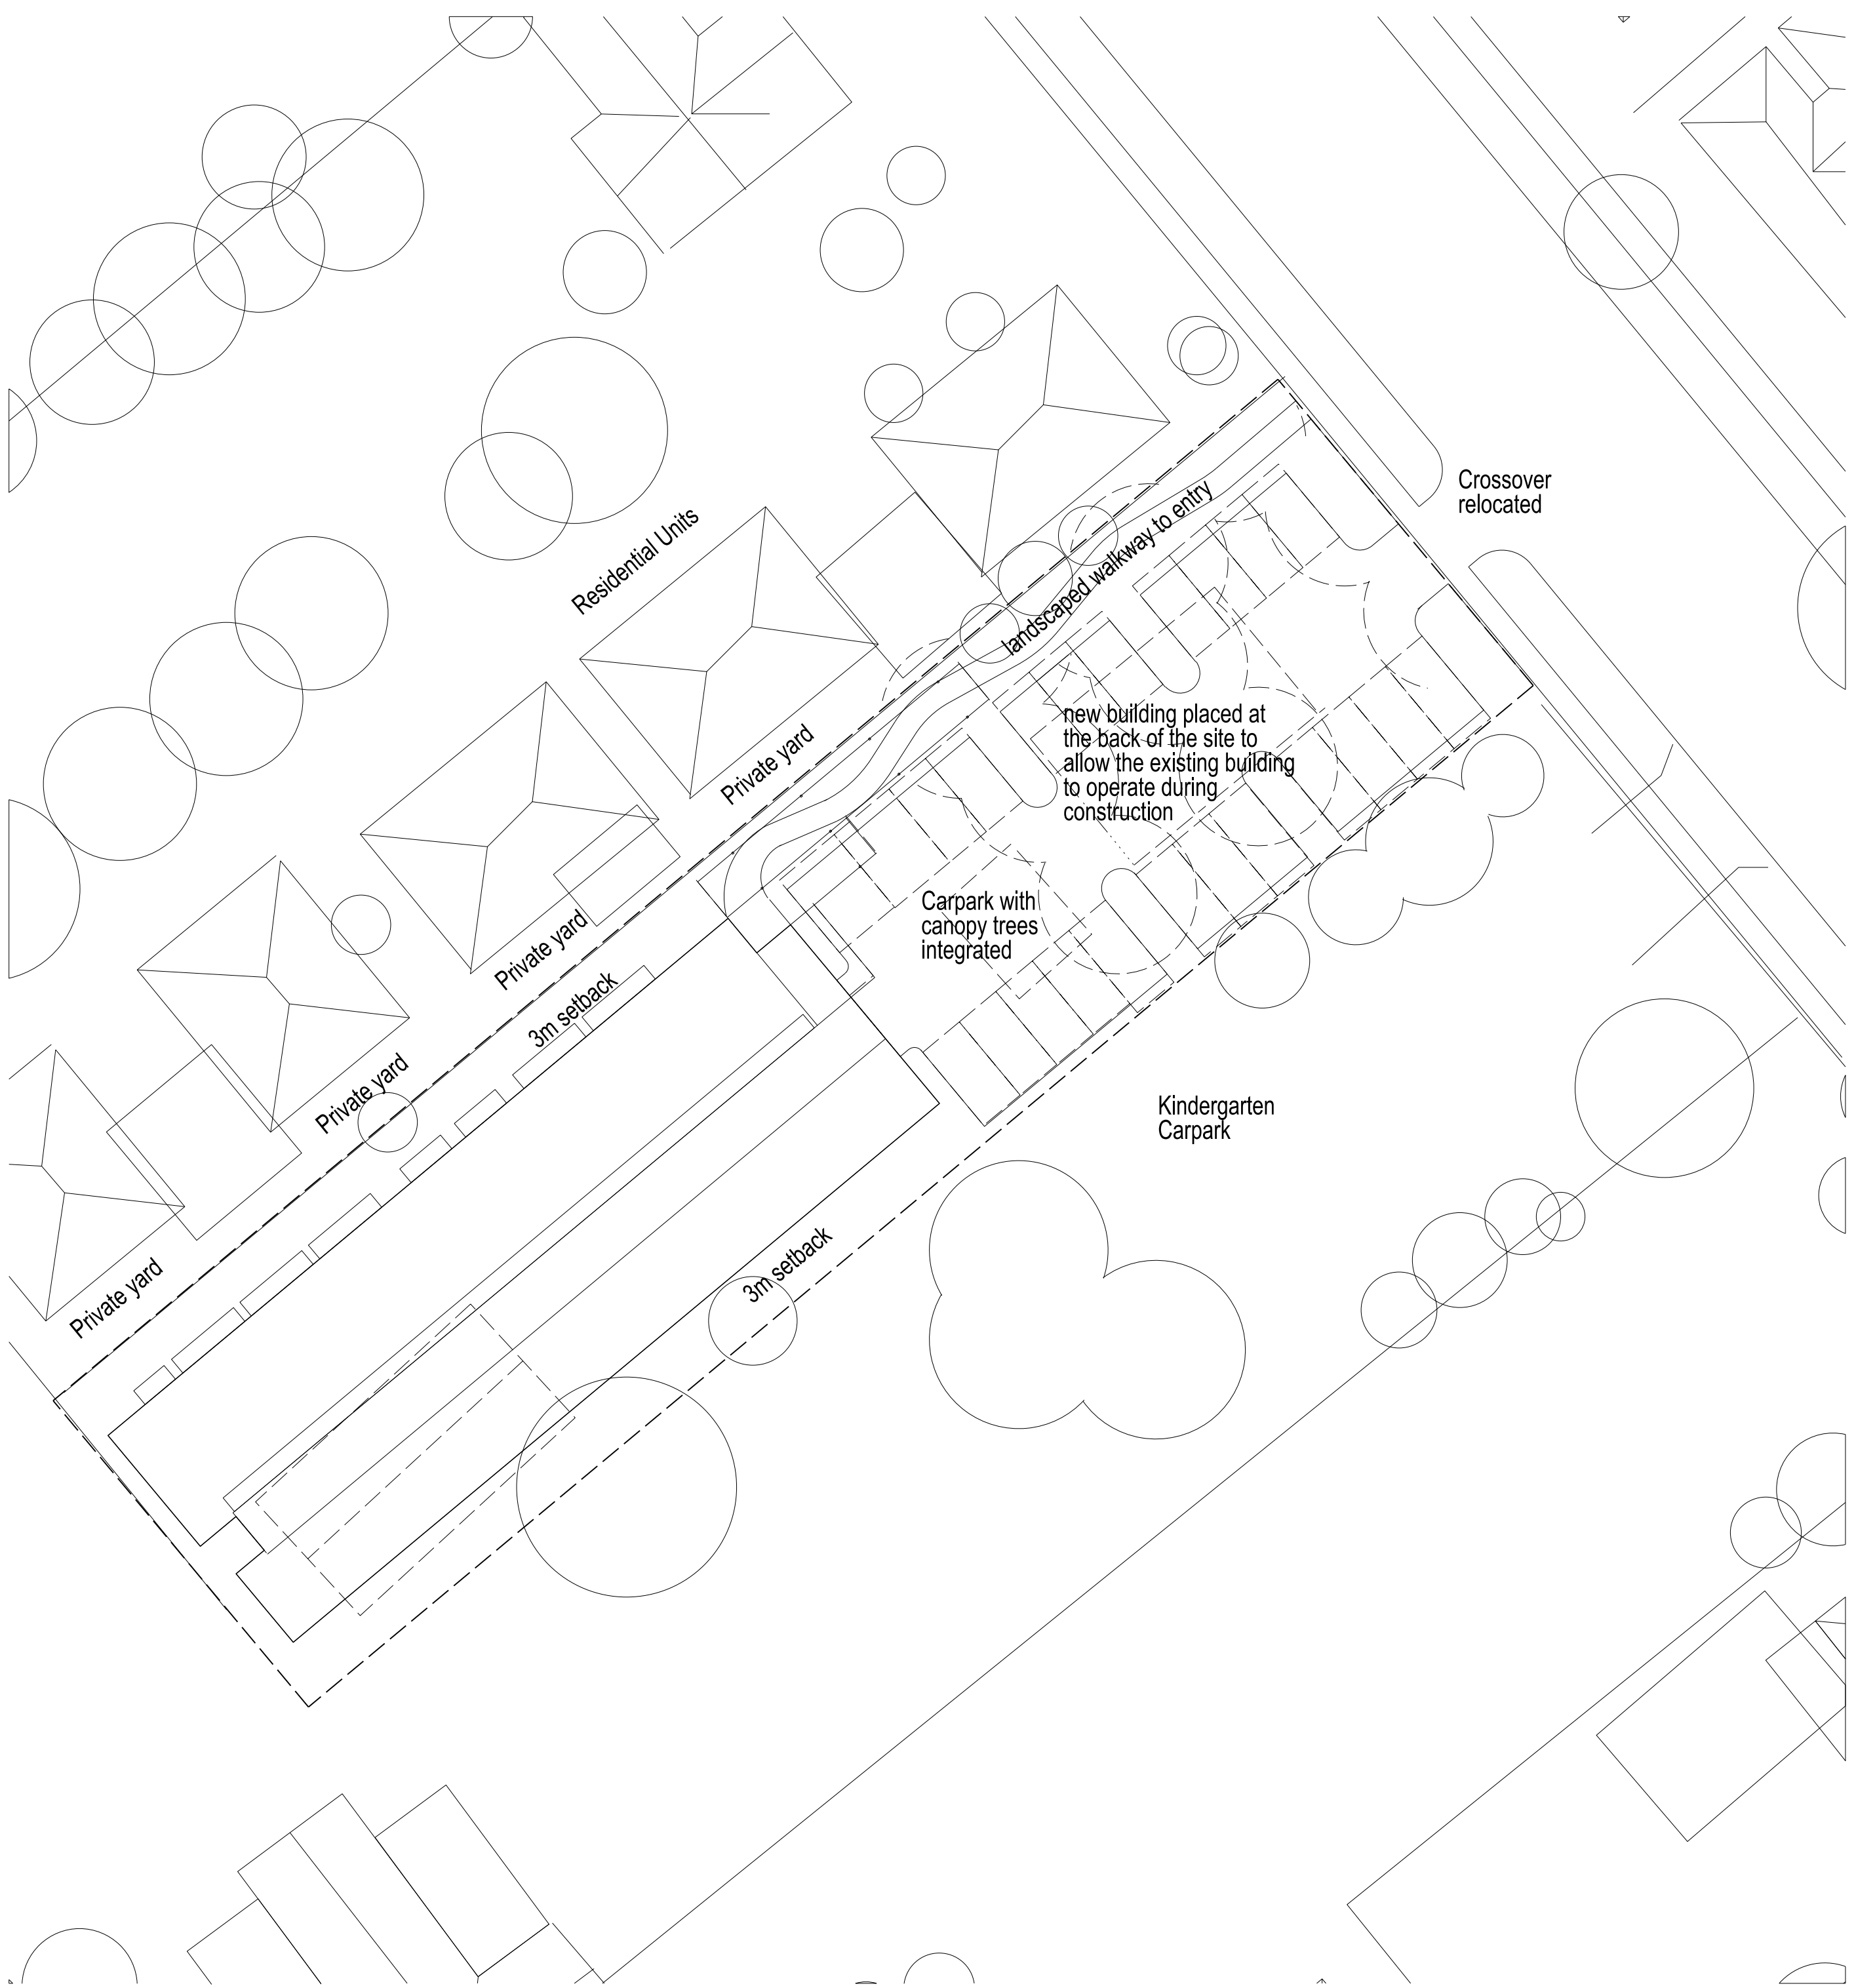 Crossover
relocated
Residential Units
landscaped walkway to entry
new building placed at
the back of the site to
allow the existing building
to operate during
construction
Private yard
Carpark with
canopy trees
integrated
Private yard
3m setback
Private yard
Kindergarten
Carpark
3m setback
Private yard